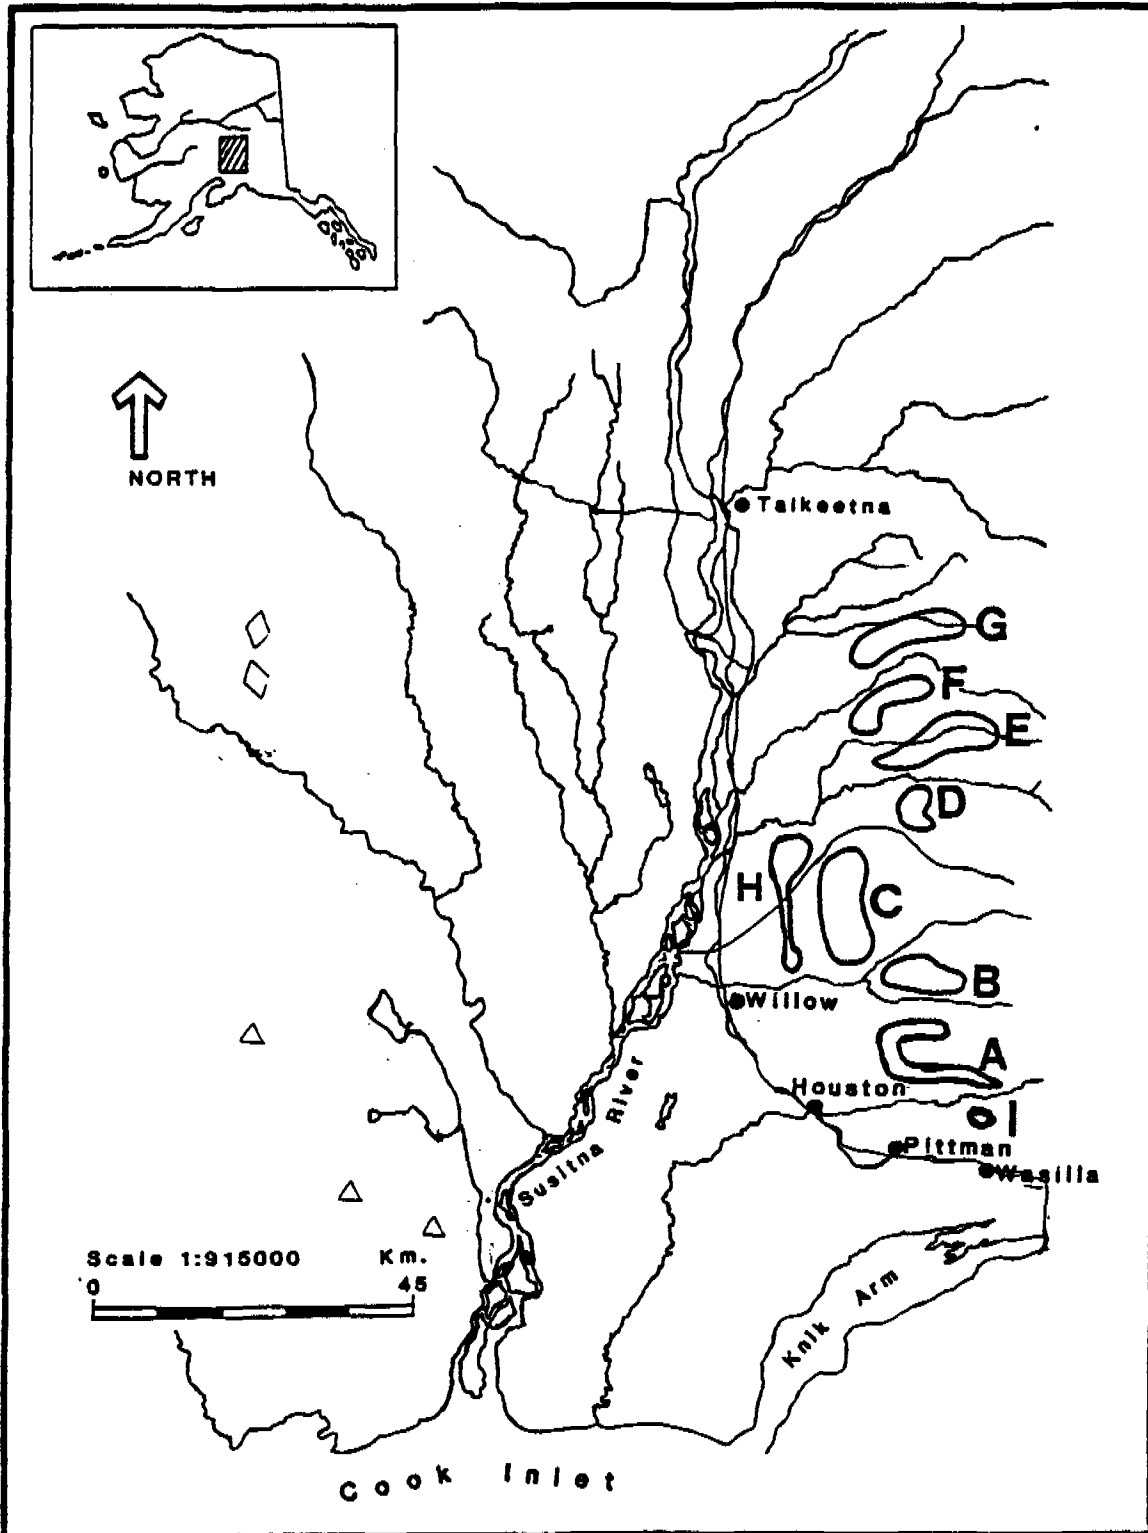 NORTH
Talkeetna
G
F
E
D
H
C
B
Willow
A
Houston
I
Pittman
Wasilla
Susitna River
Scale 1:915000 Km.
0 45
Knik Arm
Cook Inlet